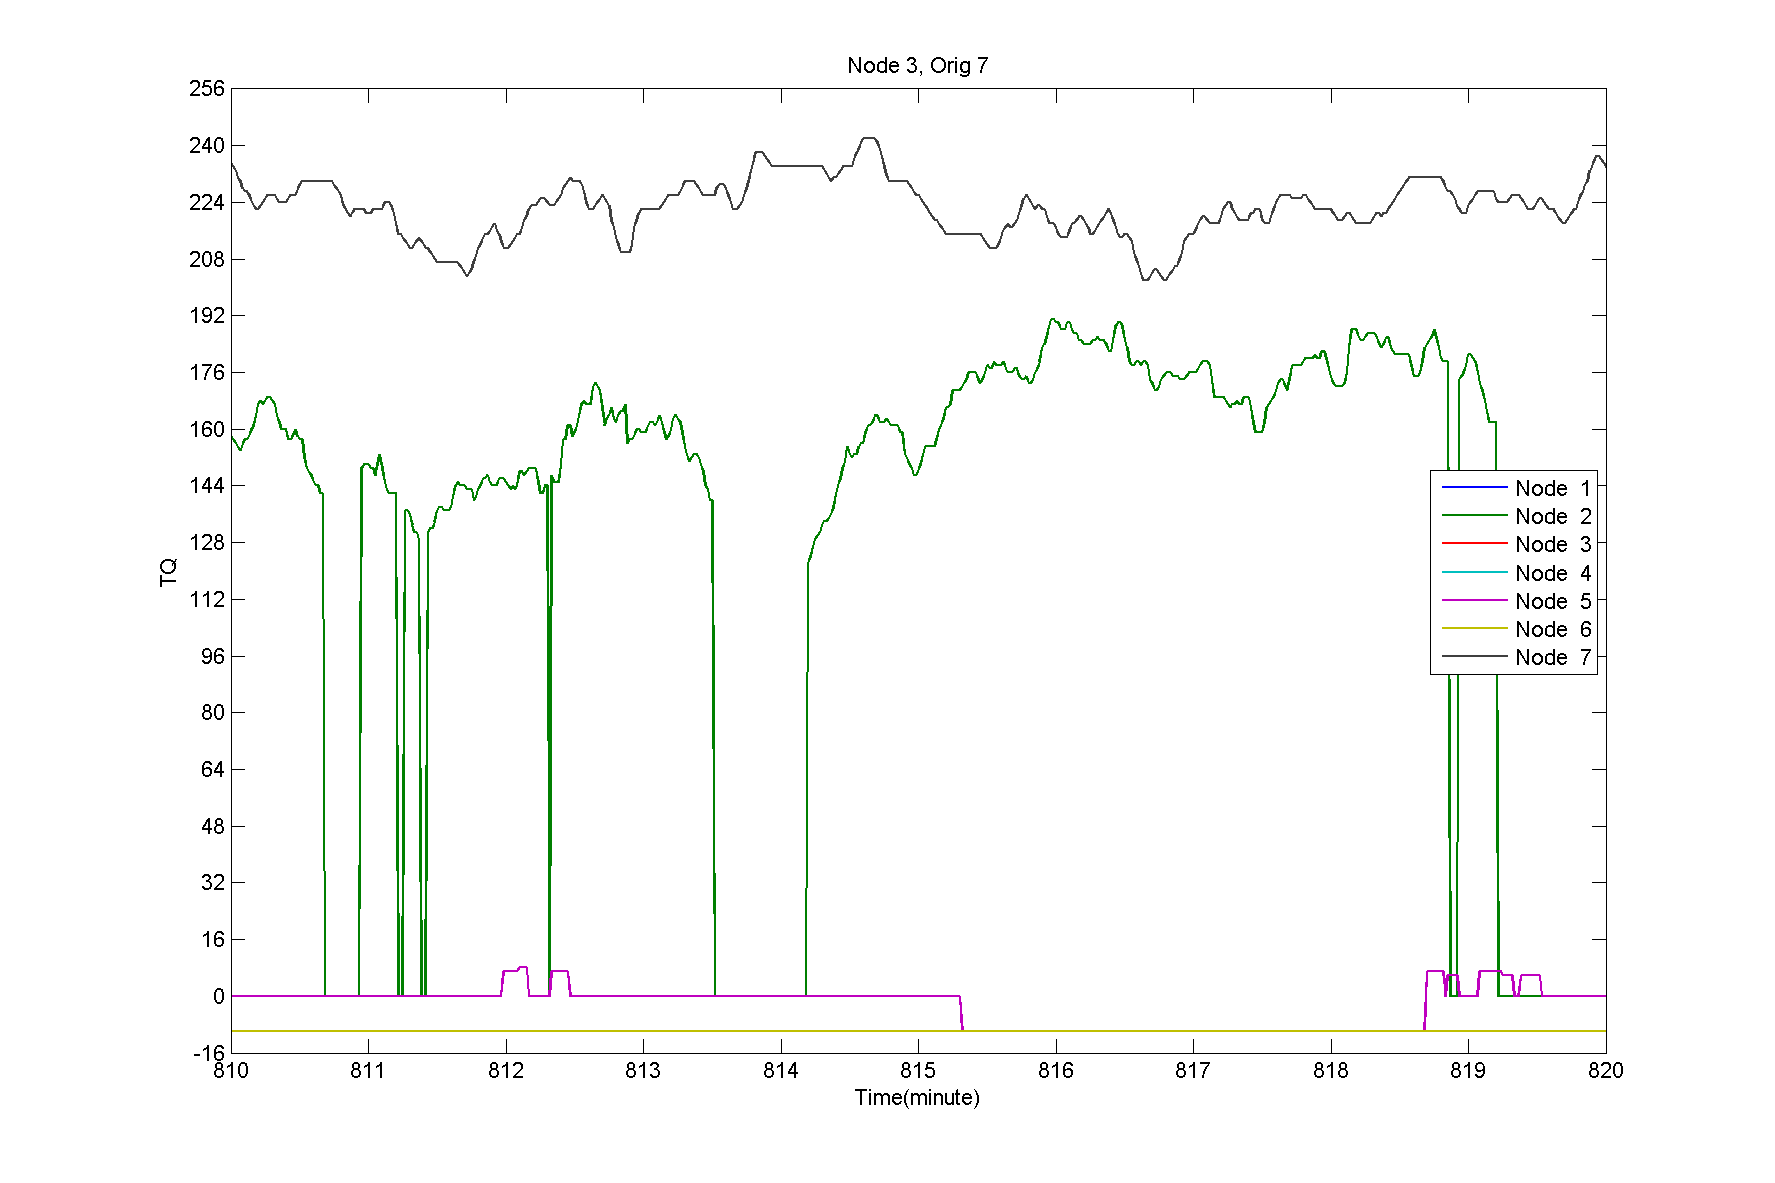 Node 3, Orig 7
256
240
224
208
192
176
160
144
128
112
96
80
64
48
32
16
0
-16
TQ
Node 1
Node 2
Node 3
Node 4
Node 5
Node 6
Node 7
810 811 812 813 814 815 816 817 818 819 820
Time(minute)